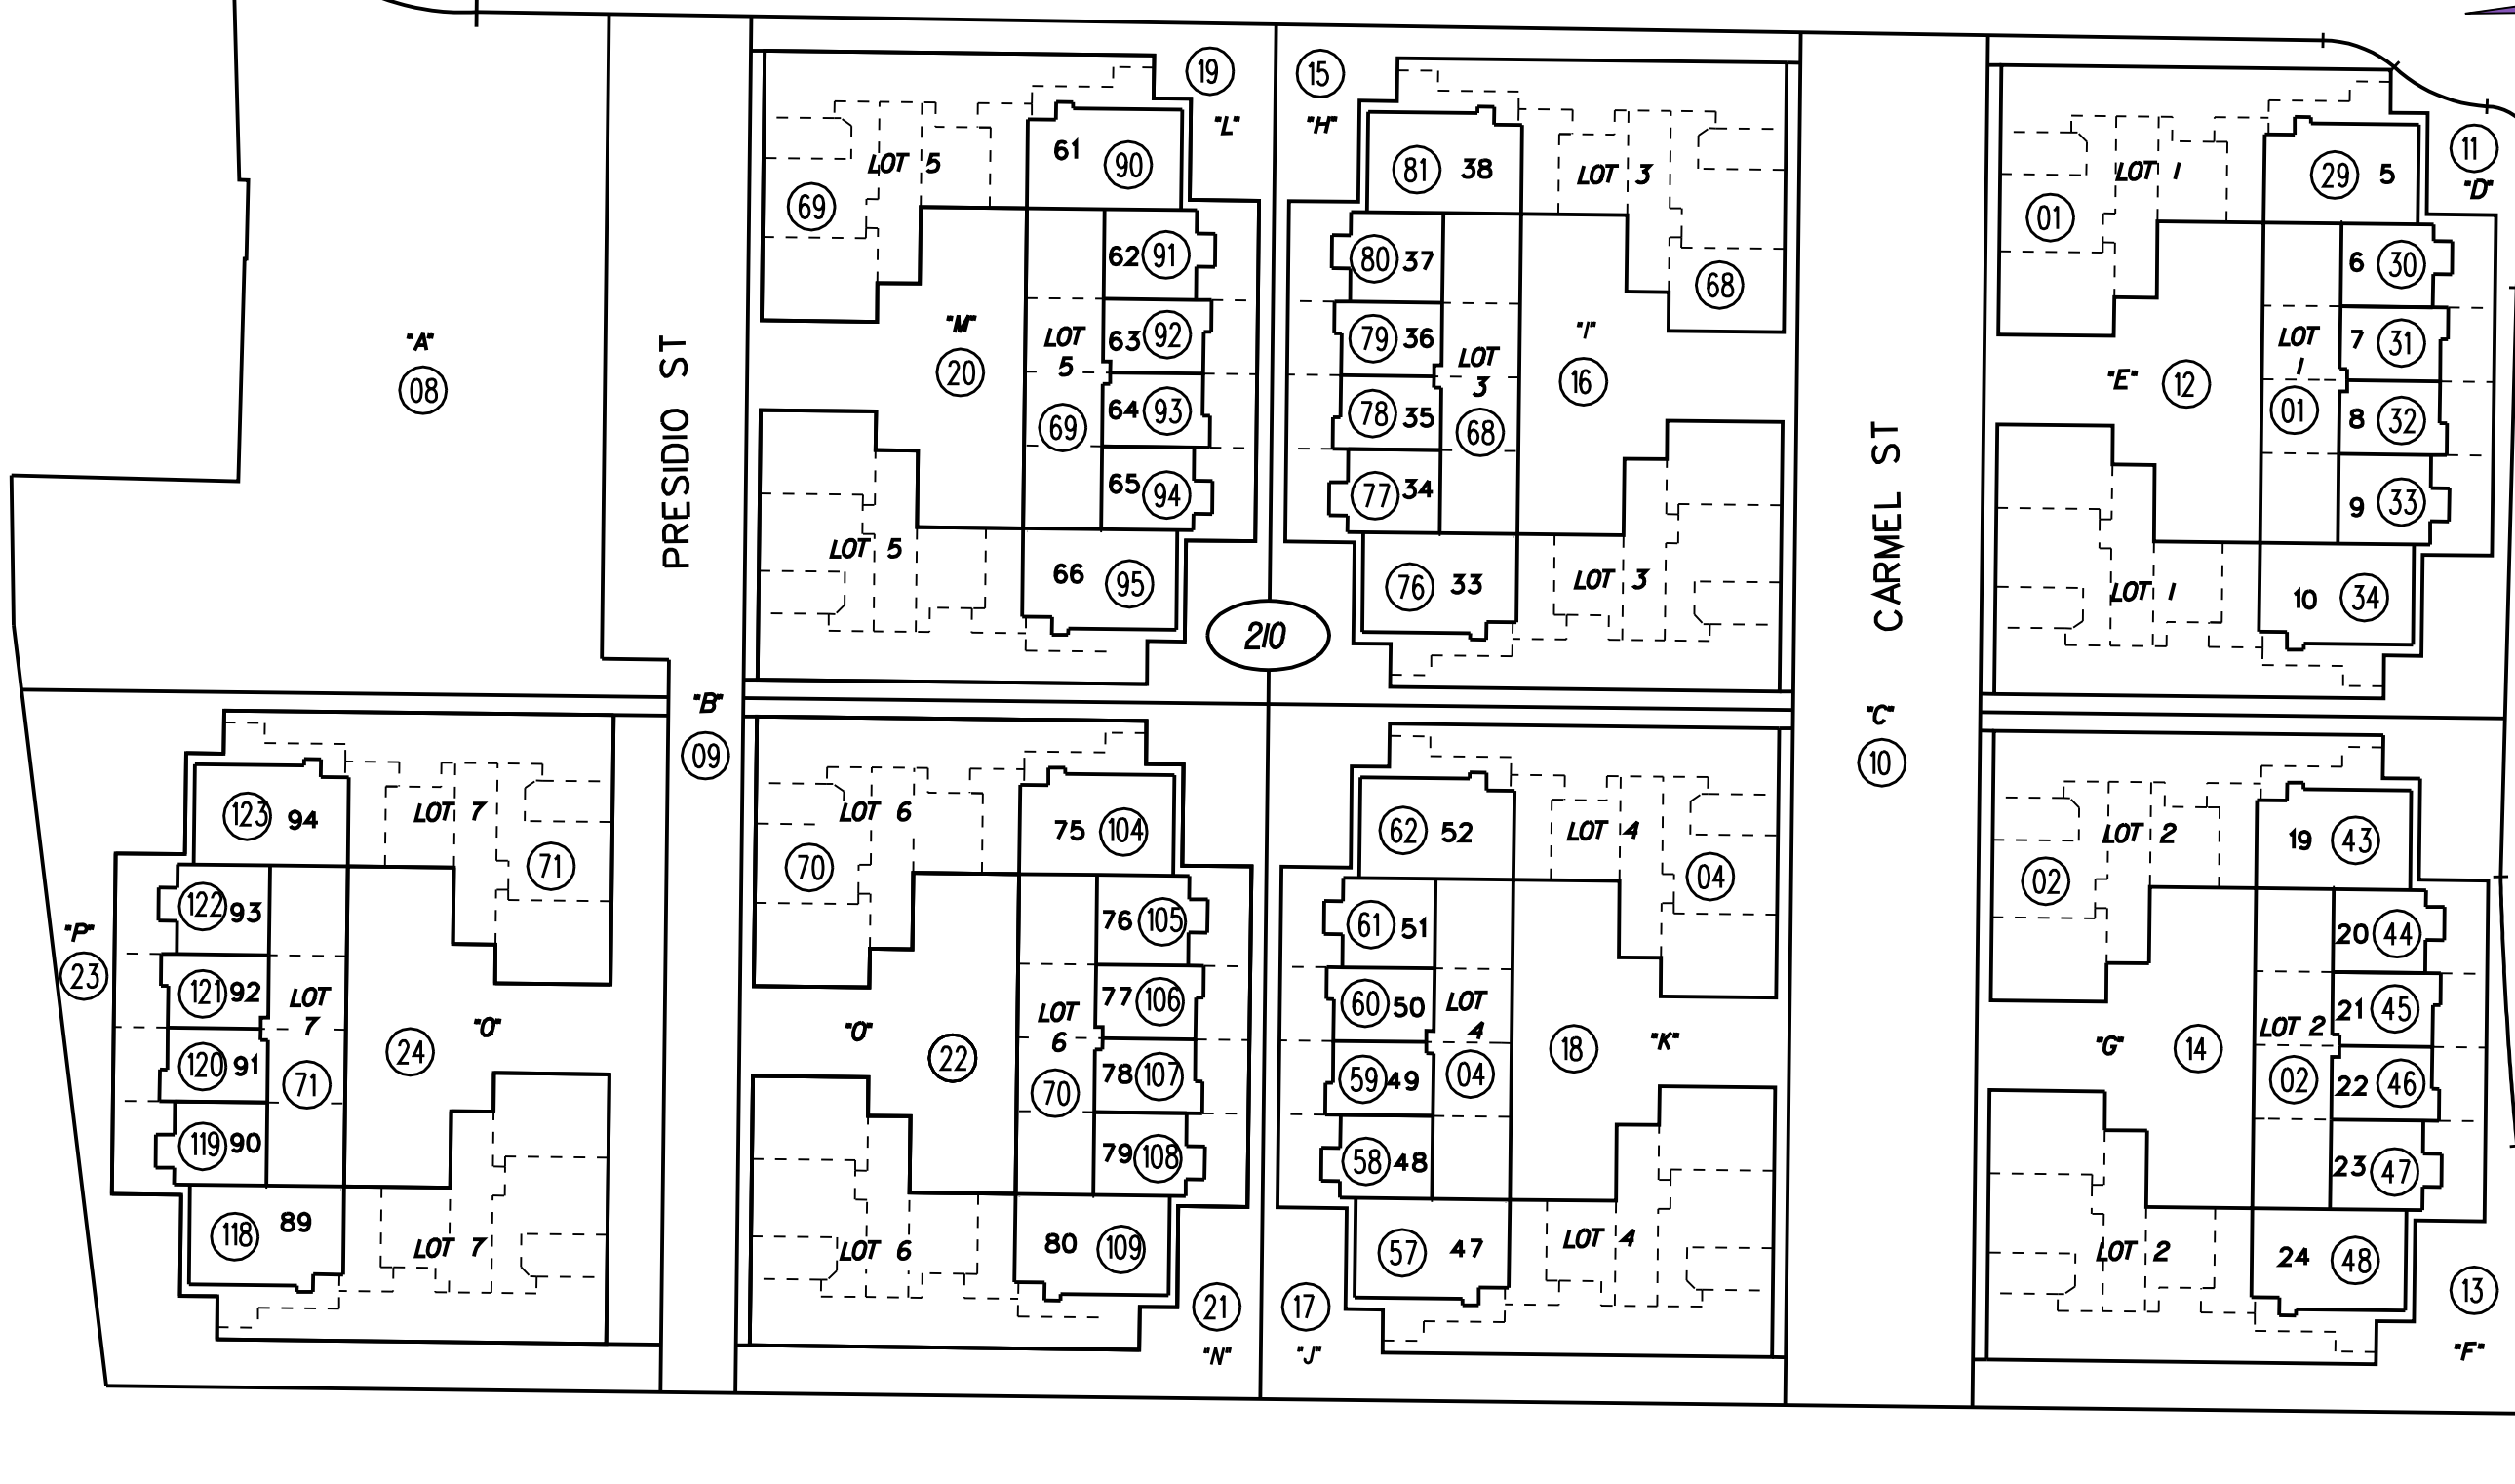 "A"
08
PRESIDIO ST
"B"
09
19
"L"
61 90
LOT 5
69
62 91
63 92
64 93
65 94
"M"
20
LOT
5
69
LOT 5
66 95
15
"H"
81 38
LOT 3
68
80 37
79 36
78 35
77 34
LOT
3
68
"I"
16
76 33
LOT 3
210
CARMEL ST
"C"
10
LOT 1
01
29 5
11
"D"
6 30
7 31
8 32
9 33
"E" 12
LOT
1
01
LOT 1
10 34
123 94
LOT 7
71
122 93
121 92
120 91
119 90
"P"
23
LOT
7
71
24
"O"
118 89
LOT 7
LOT 6
70
75 104
76 105
77 106
78 107
79 108
"O"
22
LOT
6
70
LOT 6
80 109
21
"N"
62 52
LOT 4
04
61 51
60 50
59 49
58 48
LOT
4
04
18
"K"
57 47
LOT 4
17
"J"
LOT 2
02
19 43
20 44
21 45
22 46
23 47
"G"
14
LOT 2
02
LOT 2
24 48
13
"F"